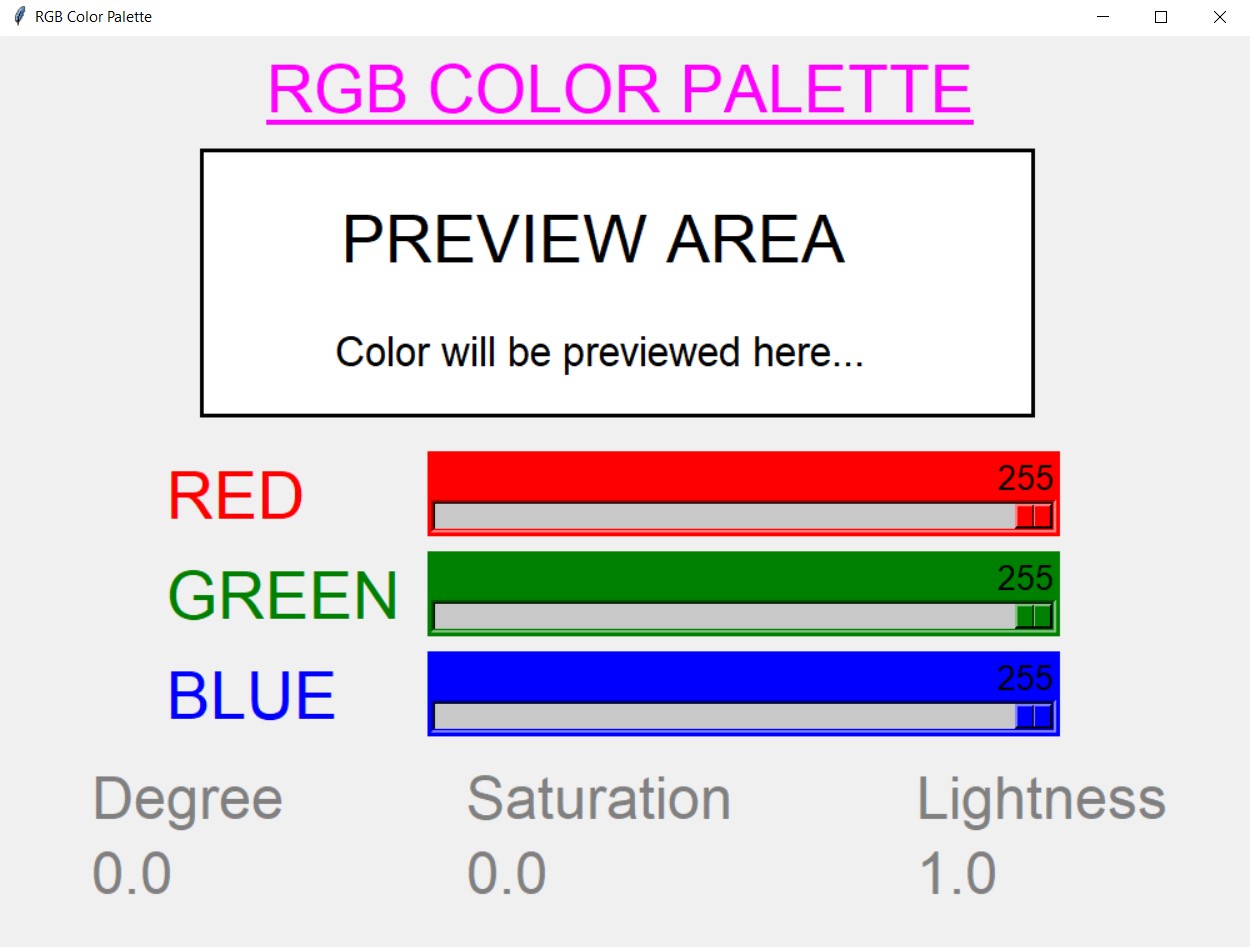 RGB Color Palette
RGB COLOR PALETTE
PREVIEW AREA
Color will be previewed here...
RED
255
GREEN
255
BLUE
255
Degree Saturation Lightness
0.0 0.0 1.0